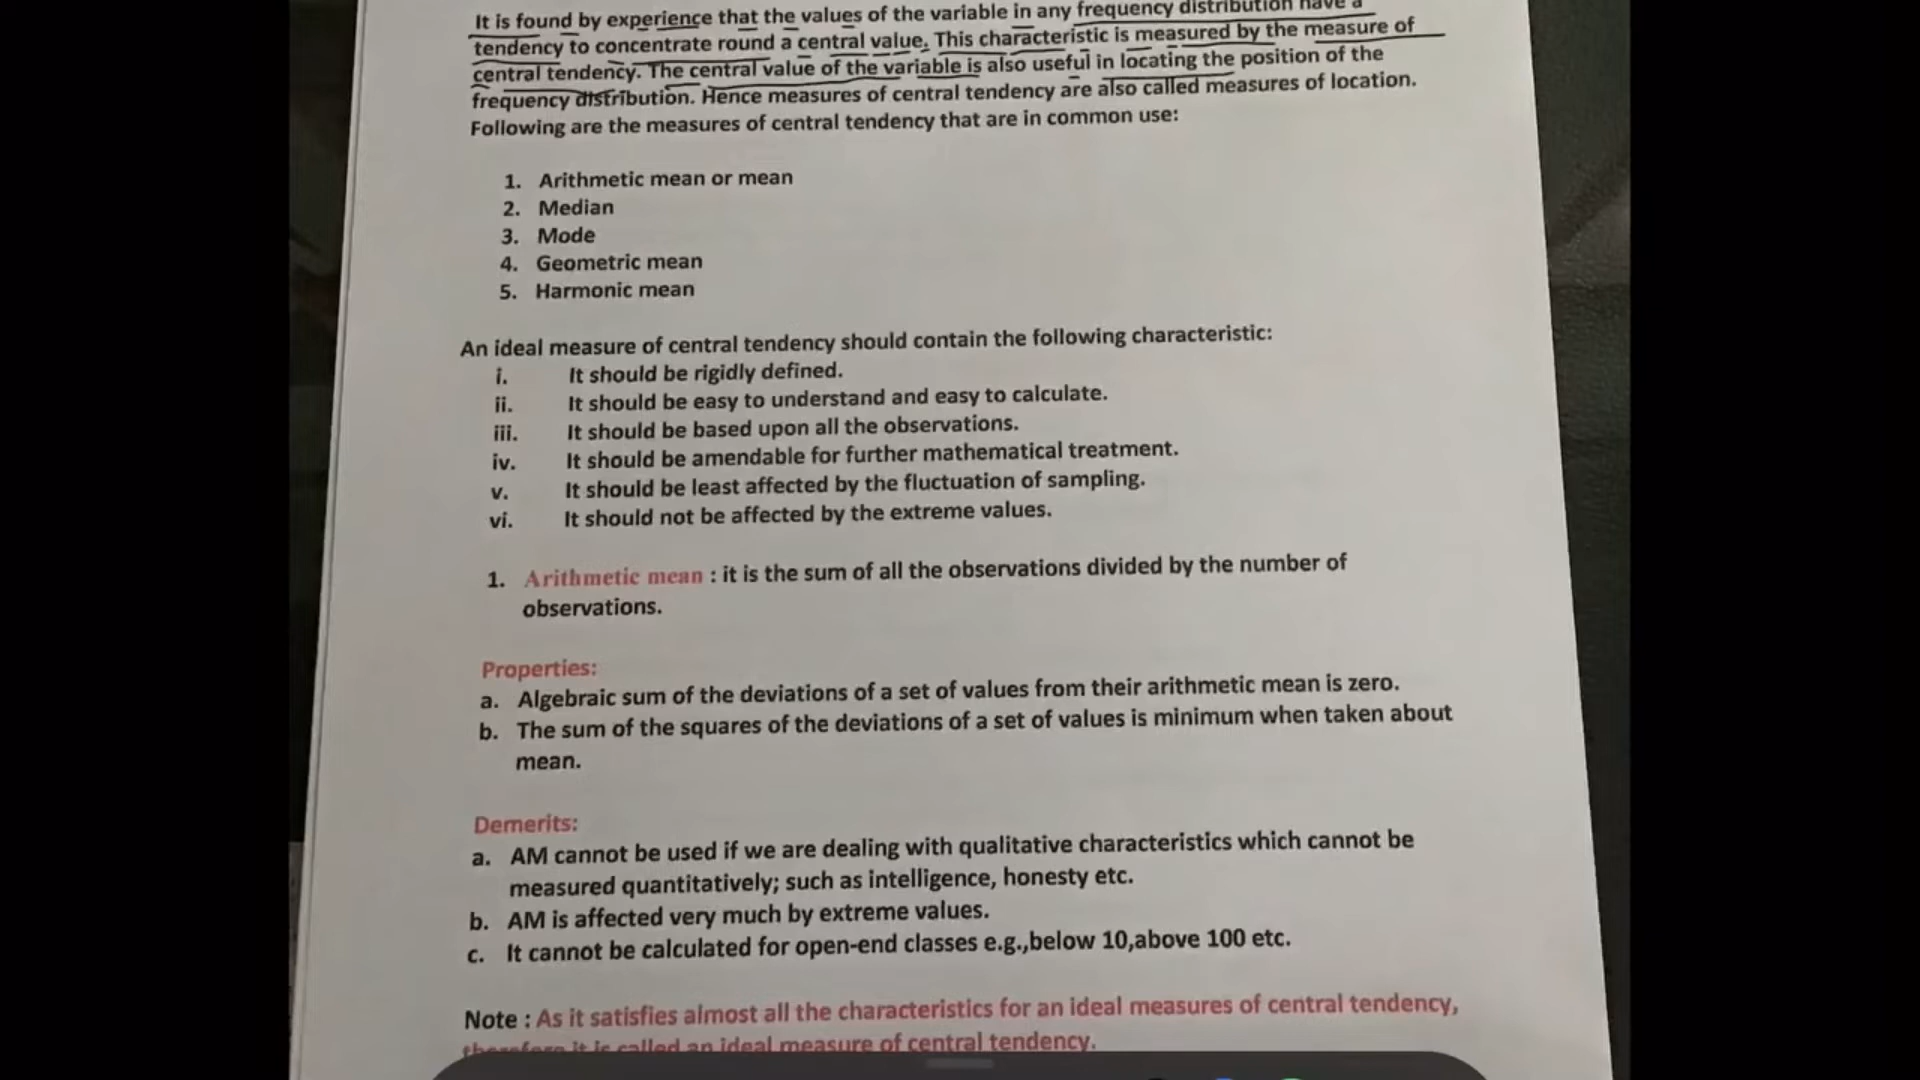 It is found by experience that the values of the variable in any frequency distribution have a
tendency to concentrate round a central value. This characteristic is measured by the measure of
central tendency. The central value of the variable is also useful in locating the position of the
frequency distribution. Hence measures of central tendency are also called measures of location.
Following are the measures of central tendency that are in common use:
1. Arithmetic mean or mean
2. Median
3. Mode
4. Geometric mean
5. Harmonic mean
An ideal measure of central tendency should contain the following characteristic:
i. It should be rigidly defined.
ii. It should be easy to understand and easy to calculate.
iii. It should be based upon all the observations.
iv. It should be amendable for further mathematical treatment.
v. It should be least affected by the fluctuation of sampling.
vi. It should not be affected by the extreme values.
1. Arithmetic mean : it is the sum of all the observations divided by the number of
observations.
Properties:
a. Algebraic sum of the deviations of a set of values from their arithmetic mean is zero.
b. The sum of the squares of the deviations of a set of values is minimum when taken about
mean.
Demerits:
a. AM cannot be used if we are dealing with qualitative characteristics which cannot be
measured quantitatively; such as intelligence, honesty etc.
b. AM is affected very much by extreme values.
c. It cannot be calculated for open-end classes e.g.,below 10,above 100 etc.
Note : As it satisfies almost all the characteristics for an ideal measures of central tendency,
therefore it is called an ideal measure of central tendency.